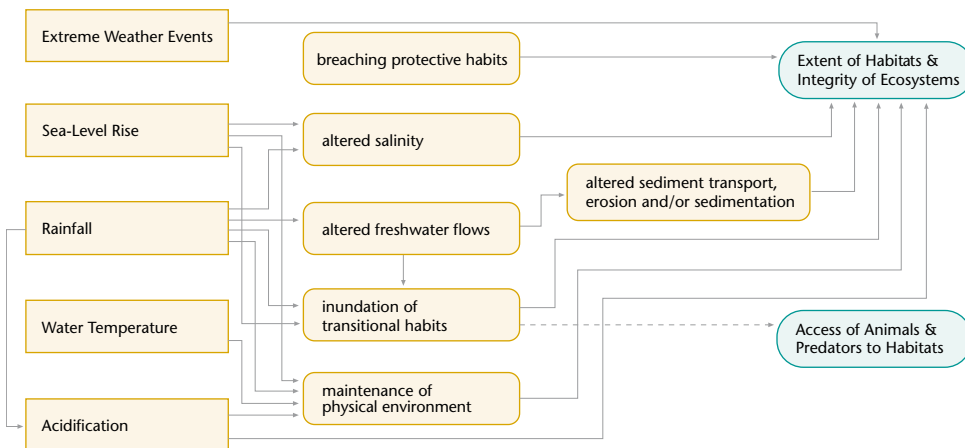 Extreme Weather Events
breaching protective habits
Extent of Habitats &
Integrity of Ecosystems
Sea-Level Rise
altered salinity
altered sediment transport,
erosion and/or sedimentation
Rainfall
altered freshwater flows
inundation of
transitional habits
Water Temperature
Access of Animals &
Predators to Habitats
maintenance of
physical environment
Acidification